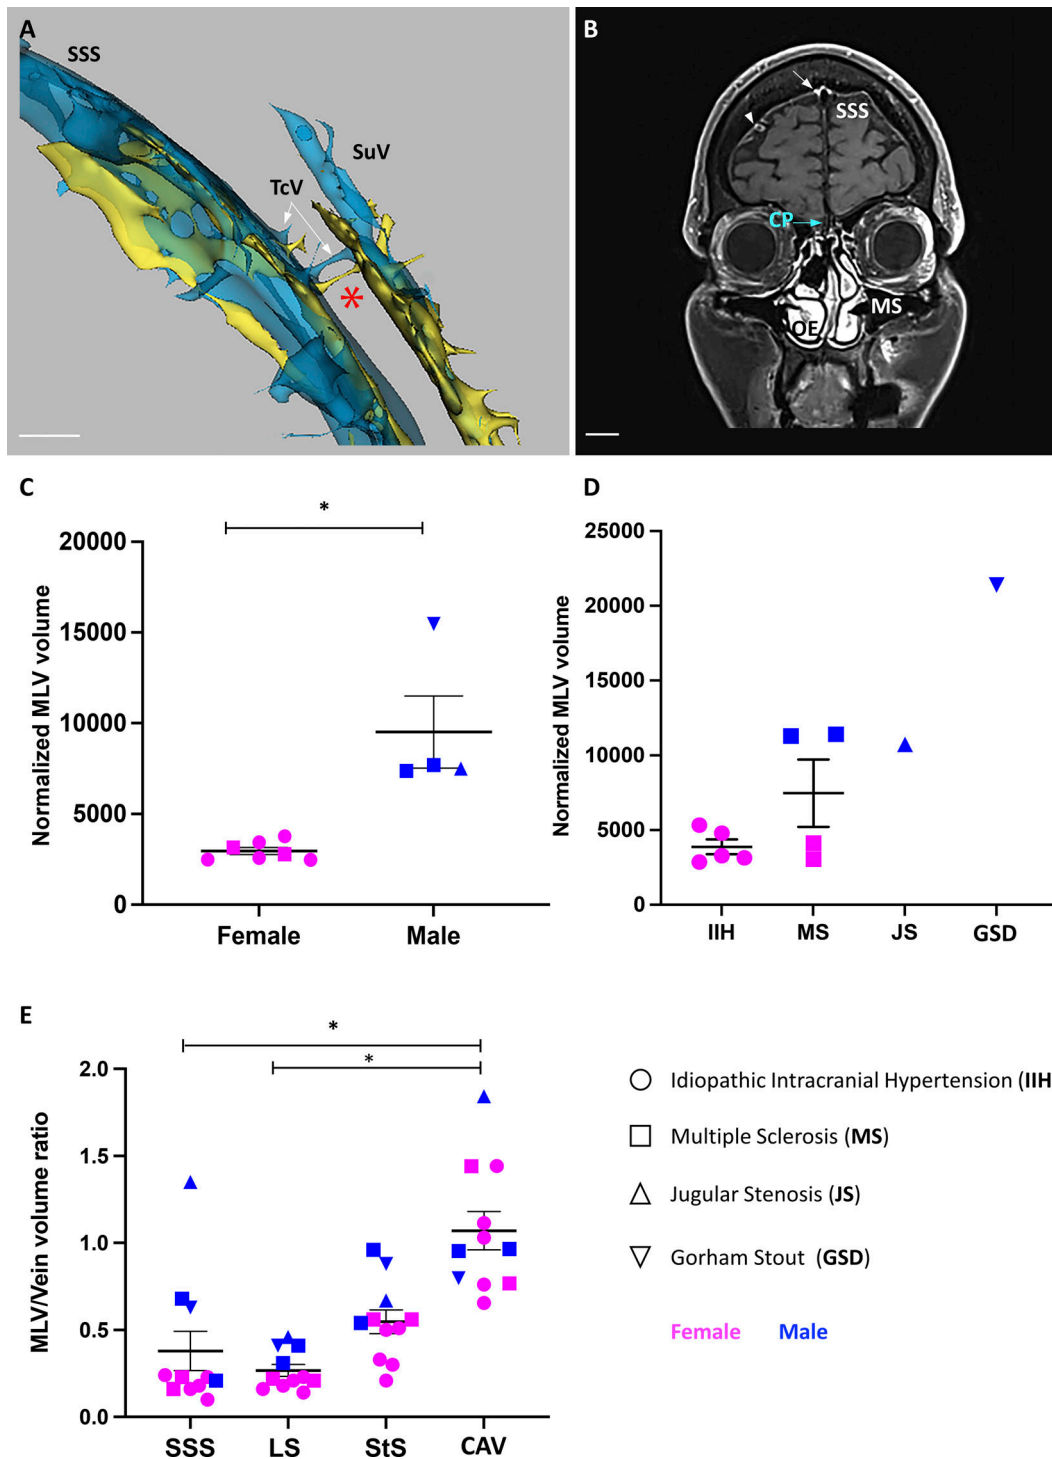 A
SSS
SuV
TcV
*
B
SSS
CP
MS
OE
C
*
20000
15000
10000
5000
0
Normalized MLV volume
Female
Male
D
25000
20000
15000
10000
5000
0
Normalized MLV volume
IIH
MS
JS
GSD
E
*
*
2.0
1.5
1.0
0.5
0.0
MLV/Vein volume ratio
SSS
LS
StS
CAV
Idiopathic Intracranial Hypertension (IIH
Multiple Sclerosis (MS)
Jugular Stenosis (JS)
Gorham Stout (GSD)
Female Male